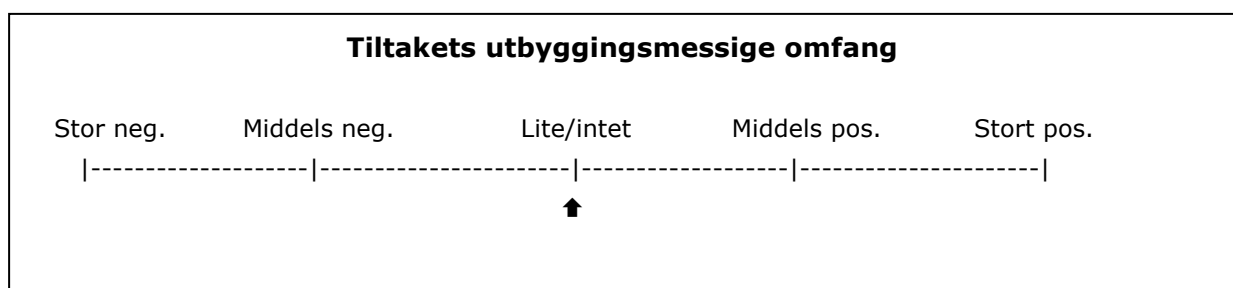 Tiltakets utbyggingsmessige omfang
Stor neg. Middels neg. Lite/intet Middels pos. Stort pos.
|--------------------|-----------------------|-------------------|----------------------|